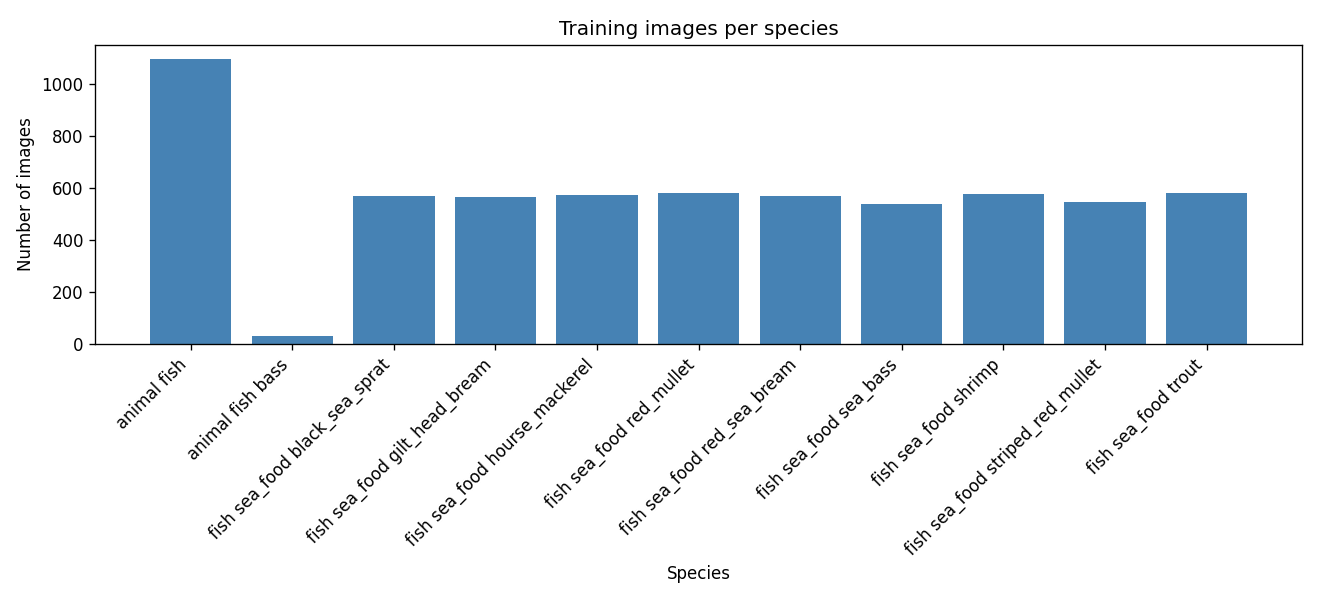 Training images per species
Number of images
1000
800
600
400
200
0
animal fish
animal fish bass
fish sea_food black_sea_sprat
fish sea_food gilt_head_bream
fish sea_food hourse_mackerel
fish sea_food red_mullet
fish sea_food red_sea_bream
fish sea_food sea_bass
fish sea_food shrimp
fish sea_food striped_red_mullet
fish sea_food trout
Species